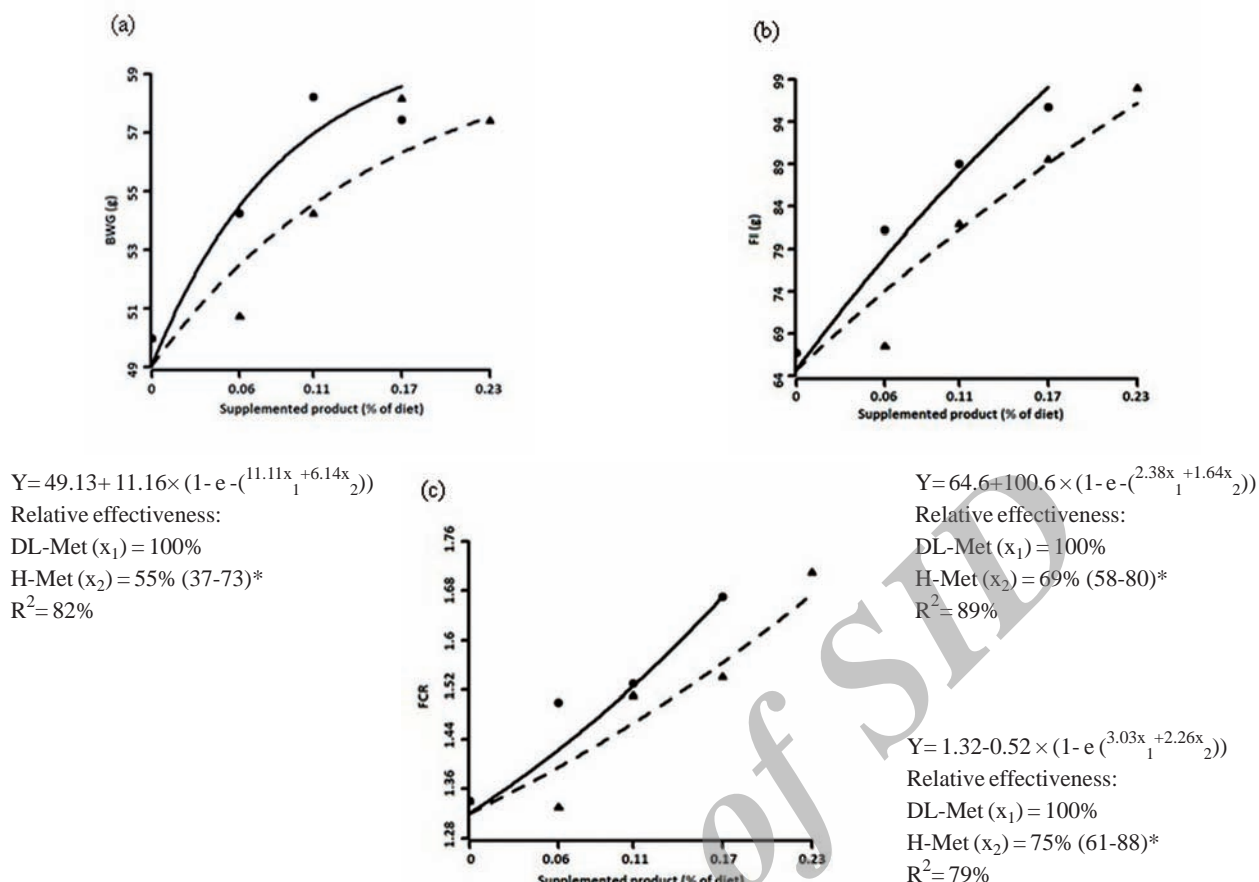 (a)
59
57
55
53
51
49
BWG (g)
0 0.06 0.11 0.17 0.23
Supplemented product (% of diet)
(b)
99
94
89
84
79
74
69
64
FI (g)
0 0.06 0.11 0.17 0.23
Supplemented product (% of diet)
Y= 49.13+ 11.16× (1- e -(11.11x1 +6.14x2))
Relative effectiveness:
DL-Met (x1) = 100%
H-Met (x2) = 55% (37-73)*
R2= 82%
(c)
1.76
1.68
1.6
1.52
1.44
1.36
1.28
FCR
0 0.06 0.11 0.17 0.23
Supplemented product (% of diet)
Y= 64.6+100.6 × (1- e -(2.38x1 +1.64x2))
Relative effectiveness:
DL-Met (x1) = 100%
H-Met (x2) = 69% (58-80)*
R2= 89%
Y= 1.32-0.52 × (1- e (3.03x1 +2.26x2))
Relative effectiveness:
DL-Met (x1) = 100%
H-Met (x2) = 75% (61-88)*
R2= 79%
of SID